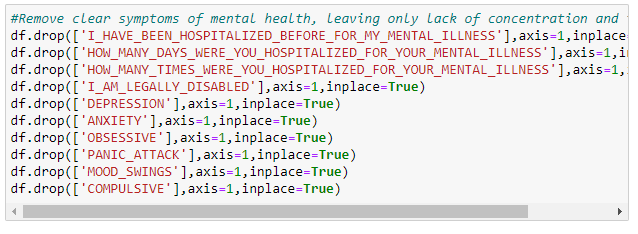 #Remove clear symptoms of mental health, leaving only lack of concentration and
df.drop(['I_HAVE_BEEN_HOSPITALIZED_BEFORE_FOR_MY_MENTAL_ILLNESS'],axis=1,inplace=
df.drop(['HOW_MANY_DAYS_WERE_YOU_HOSPITALIZED_FOR_YOUR_MENTAL_ILLNESS'],axis=1,i
df.drop(['HOW_MANY_TIMES_WERE_YOU_HOSPITALIZED_FOR_YOUR_MENTAL_ILLNESS'],axis=1,
df.drop(['I_AM_LEGALLY_DISABLED'],axis=1,inplace=True)
df.drop(['DEPRESSION'],axis=1,inplace=True)
df.drop(['ANXIETY'],axis=1,inplace=True)
df.drop(['OBSESSIVE'],axis=1,inplace=True)
df.drop(['PANIC_ATTACK'],axis=1,inplace=True)
df.drop(['MOOD_SWINGS'],axis=1,inplace=True)
df.drop(['COMPULSIVE'],axis=1,inplace=True)